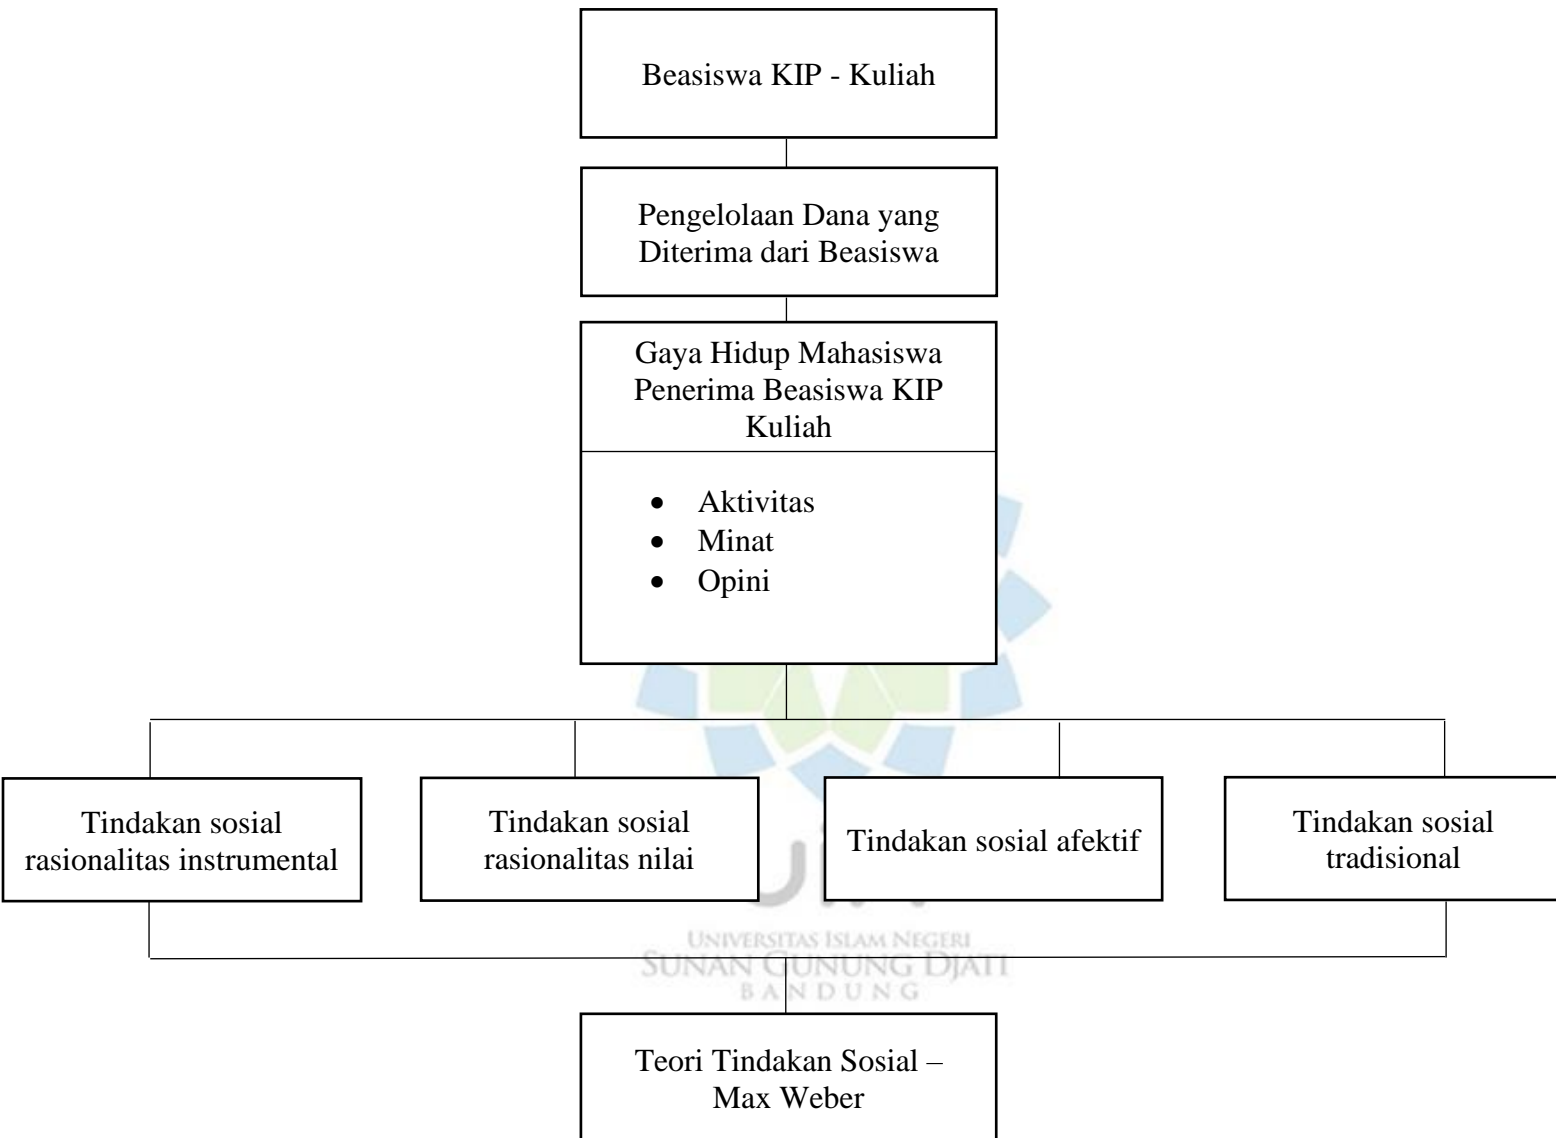 Beasiswa KIP - Kuliah
Pengelolaan Dana yang
Diterima dari Beasiswa
Gaya Hidup Mahasiswa
Penerima Beasiswa KIP
Kuliah
• Aktivitas
• Minat
• Opini
Tindakan sosial
rasionalitas instrumental
Tindakan sosial
rasionalitas nilai
Tindakan sosial afektif
Tindakan sosial
tradisional
UNIVERSITAS ISLAM NEGERI
SUNAN GUNUNG DJATI
BANDUNG
Teori Tindakan Sosial –
Max Weber